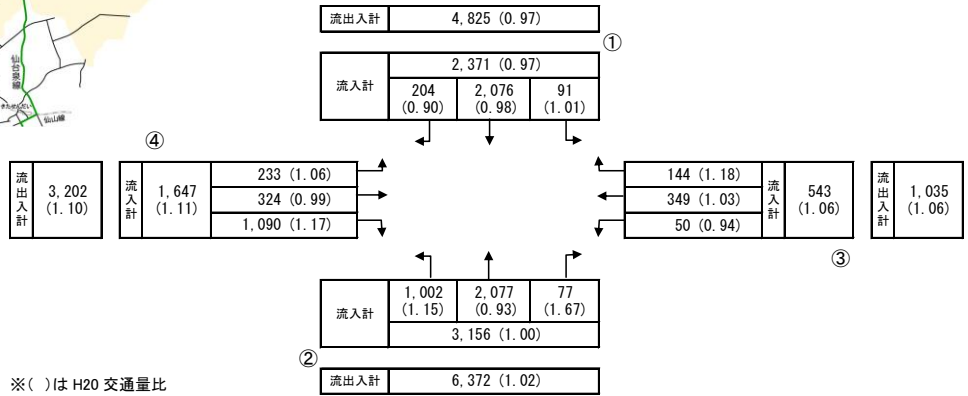 流出入計 4,825 (0.97)
①
流入計 2,371 (0.97)
204 (0.90) 2,076 (0.98) 91 (1.01)
仙山線
④
流出入計 3,202 (1.10)
流入計 1,647 (1.11)
233 (1.06)
324 (0.99)
1,090 (1.17)
144 (1.18)
349 (1.03)
50 (0.94)
流入計 543 (1.06)
流出入計 1,035 (1.06)
③
流入計
1,002 (1.15) 2,077 (0.93) 77 (1.67)
3,156 (1.00)
②
流出入計 6,372 (1.02)
※( )は H20 交通量比